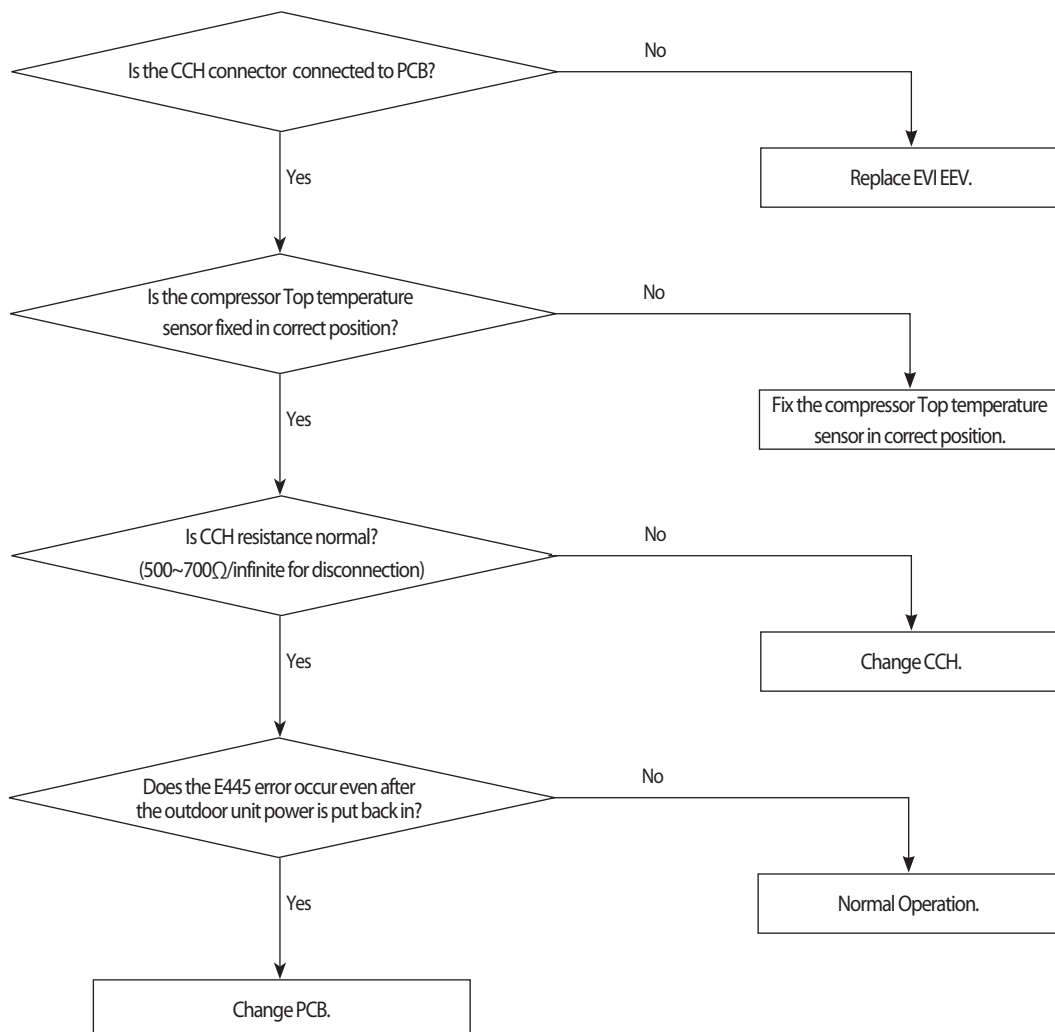 Is the CCH connector connected to PCB?
No
Replace EVI EEV.
Yes
Is the compressor Top temperature
sensor fixed in correct position?
No
Fix the compressor Top temperature
sensor in correct position.
Yes
Is CCH resistance normal?
(500~700Ω/infinite for disconnection)
No
Change CCH.
Yes
Does the E445 error occur even after
the outdoor unit power is put back in?
No
Normal Operation.
Yes
Change PCB.